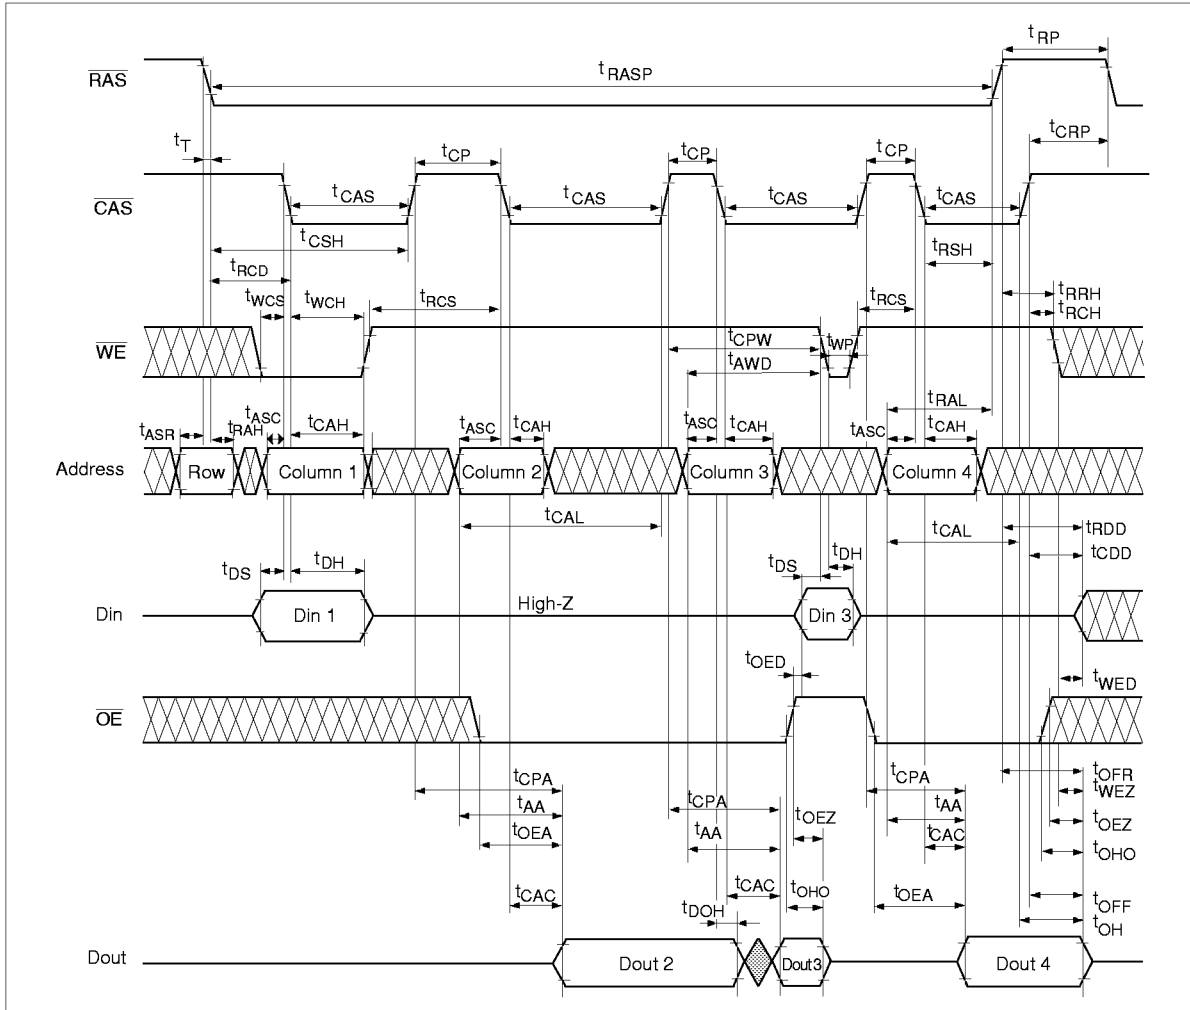 tRP
RAS
tRASP
tT
tCRP
tCP
tCP
tCP
CAS
tCAS
tCAS
tCAS
tCAS
tCSH
tRSH
tRCD
tWCS
tWCH
tRCS
tRCS
tRRH
tRCH
WE
tCPW
tWP
tAWD
tRAL
tASR
tRAH
tASC
tCAH
tASC
tCAH
tASC
tCAH
tASC
tCAH
Address
Row
Column 1
Column 2
Column 3
Column 4
tCAL
tCAL
tRDD
tCDD
tDS
tDH
tDS
tDH
Din
Din 1
High-Z
Din 3
tOED
tWED
OE
tCPA
tCPA
tOFR
tWEZ
tAA
tCPA
tAA
tOEA
tAA
tOEZ
tCAC
tOEZ
tOHO
tCAC
tCAC
tOHO
tOEA
tDOH
tOFF
tOH
Dout
Dout 2
Dout3
Dout 4